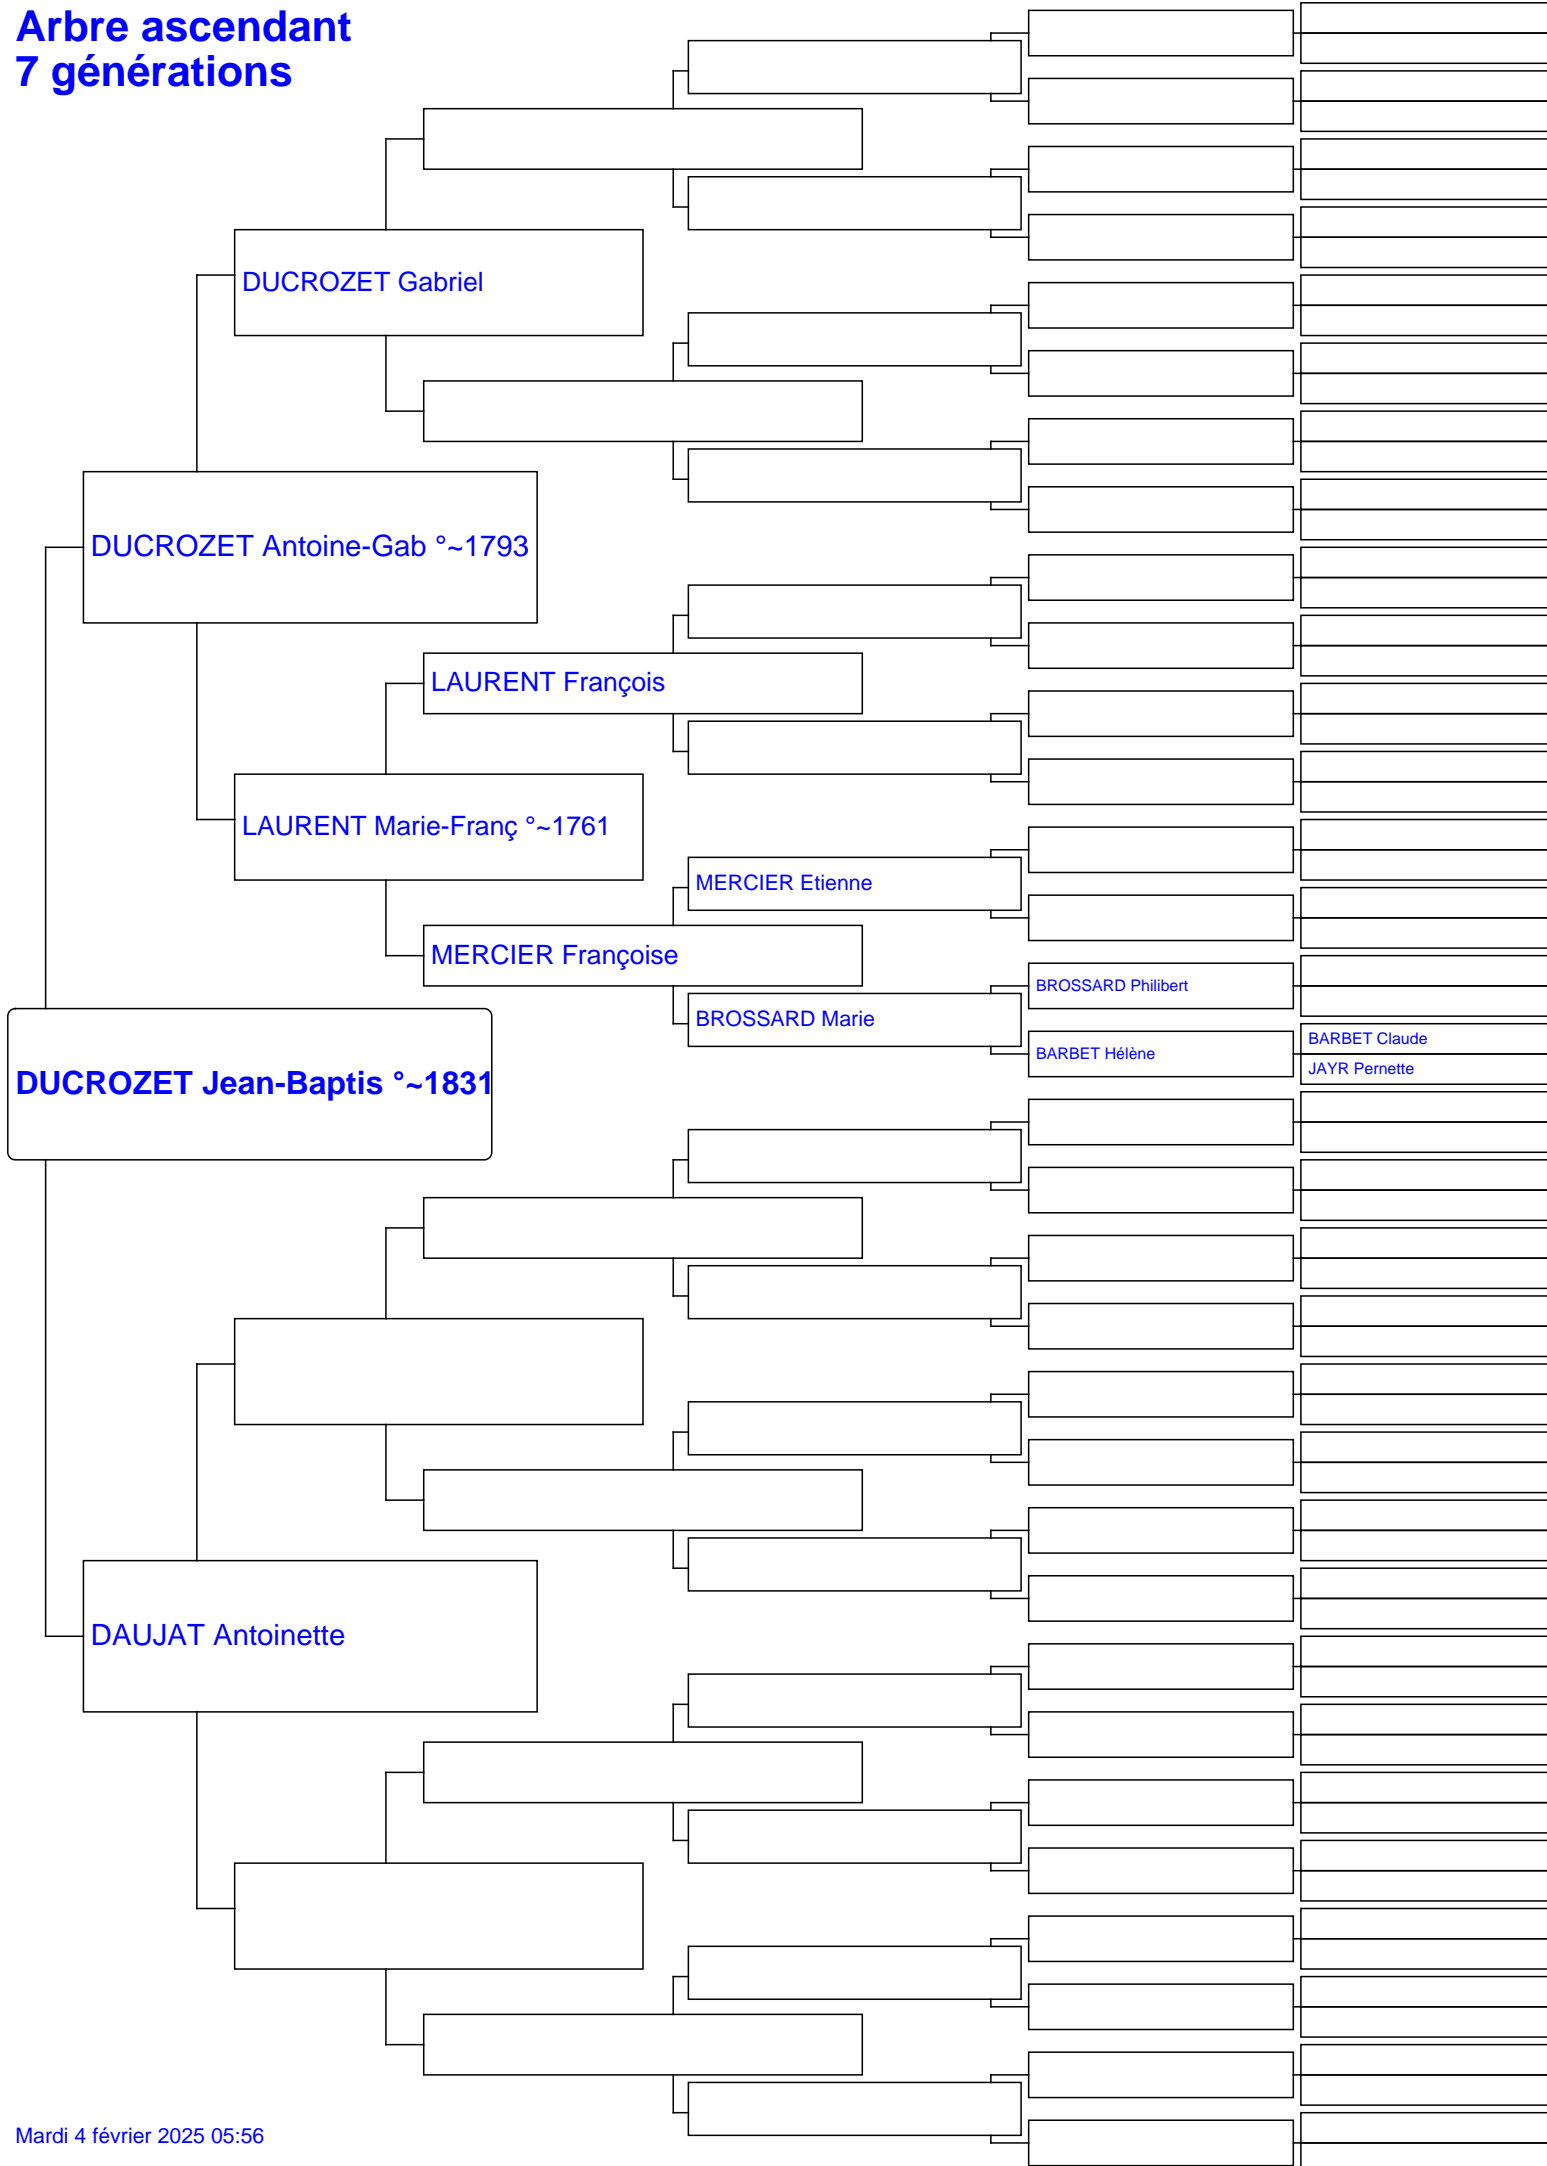 Arbre ascendant
7 générations
DUCROZET Gabriel
DUCROZET Antoine-Gab °~1793
LAURENT François
LAURENT Marie-Franç °~1761
MERCIER Etienne
MERCIER Françoise
BROSSARD Philibert
BROSSARD Marie
BARBET Claude
BARBET Hélène
JAYR Pernette
DUCROZET Jean-Baptis °~1831
DAUJAT Antoinette
Mardi 4 février 2025 05:56